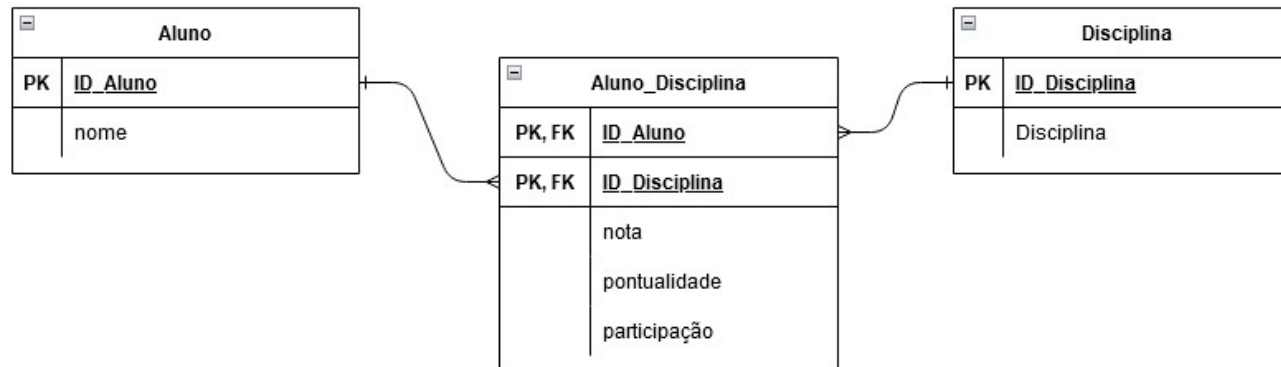 Aluno
PK ID_Aluno
nome
Aluno_Disciplina
PK, FK ID_Aluno
PK, FK ID_Disciplina
nota
pontualidade
participação
Disciplina
PK ID_Disciplina
Disciplina